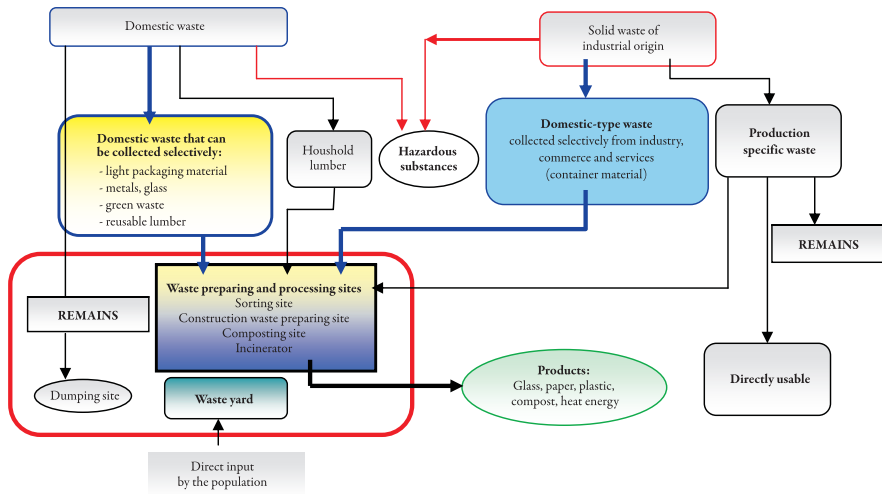 Domestic waste
Solid waste of
industrial origin
Domestic waste that can
be collected selectively:
- light packaging material
- metals, glass
- green waste
- reusable lumber
Houshold
lumber
Hazardous
substances
Domestic-type waste
collected selectively from industry,
commerce and services
(container material)
Production
specific waste
REMAINS
REMAINS
Waste preparing and processing sites
Sorting site
Construction waste preparing site
Composting site
Incinerator
Dumping site
Waste yard
Products:
Glass, paper, plastic,
compost, heat energy
Directly usable
Direct input
by the population